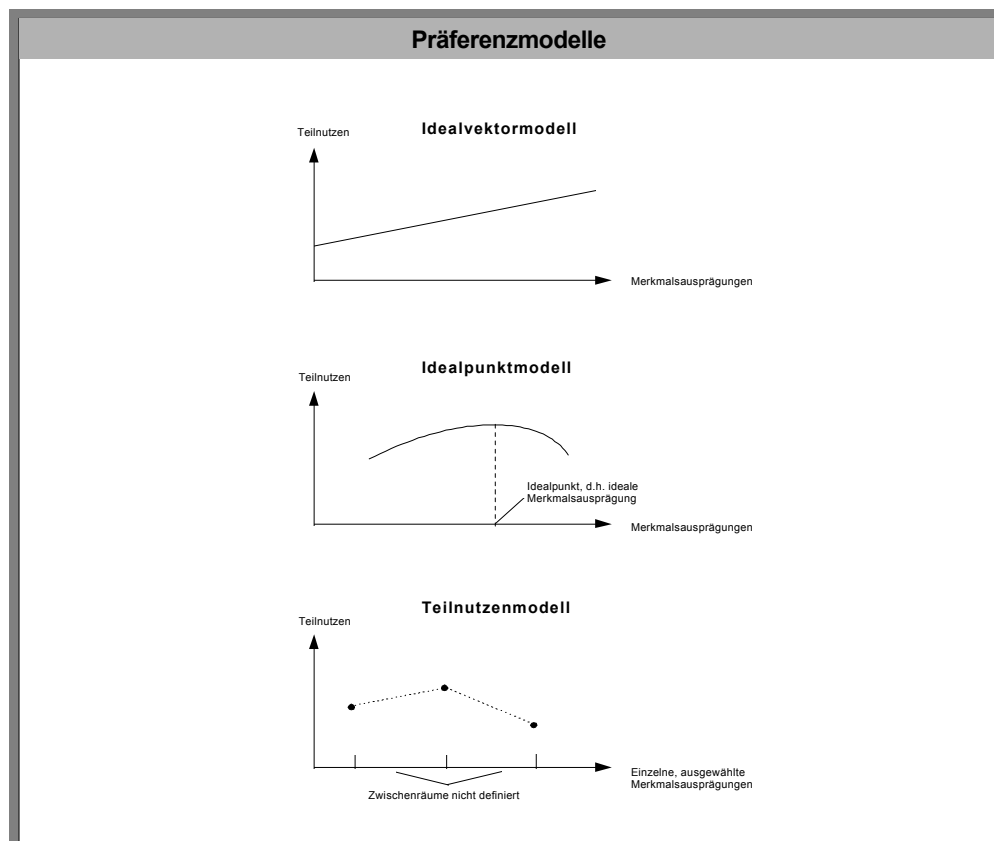 Präferenzmodelle
Idealvektormodell
Teilnutzen
Merkmalsausprägungen
Idealpunktmodell
Teilnutzen
Idealpunkt, d.h. ideale
Merkmalsausprägung
Merkmalsausprägungen
Teilnutzenmodell
Teilnutzen
Einzelne, ausgewählte
Merkmalsausprägungen
Zwischenräume nicht definiert